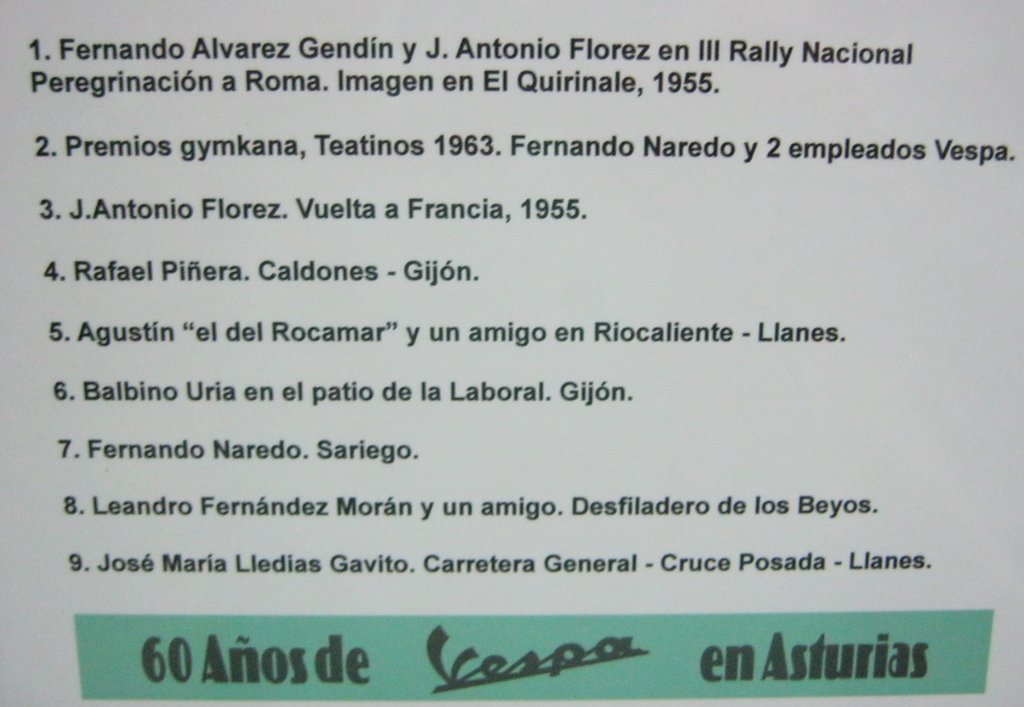 1. Fernando Alvarez Gendín y J. Antonio Florez en III Rally Nacional
Peregrinación a Roma. Imagen en El Quirinale, 1955.
2. Premios gymkana, Teatinos 1963. Fernando Naredo y 2 empleados Vespa.
3. J.Antonio Florez. Vuelta a Francia, 1955.
4. Rafael Piñera. Caldones - Gijón.
5. Agustín “el del Rocamar” y un amigo en Riocaliente - Llanes.
6. Balbino Uria en el patio de la Laboral. Gijón.
7. Fernando Naredo. Sariego.
8. Leandro Fernández Morán y un amigo. Desfiladero de los Beyos.
9. José María Lledias Gavito. Carretera General - Cruce Posada - Llanes.
60 Años de Vespa en Asturias